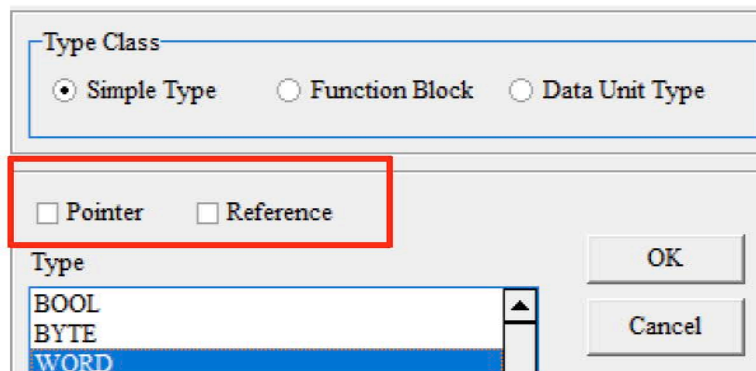 Type Class
Simple Type Function Block Data Unit Type
Pointer Reference
Type
OK
BOOL
BYTE
Cancel
WORD